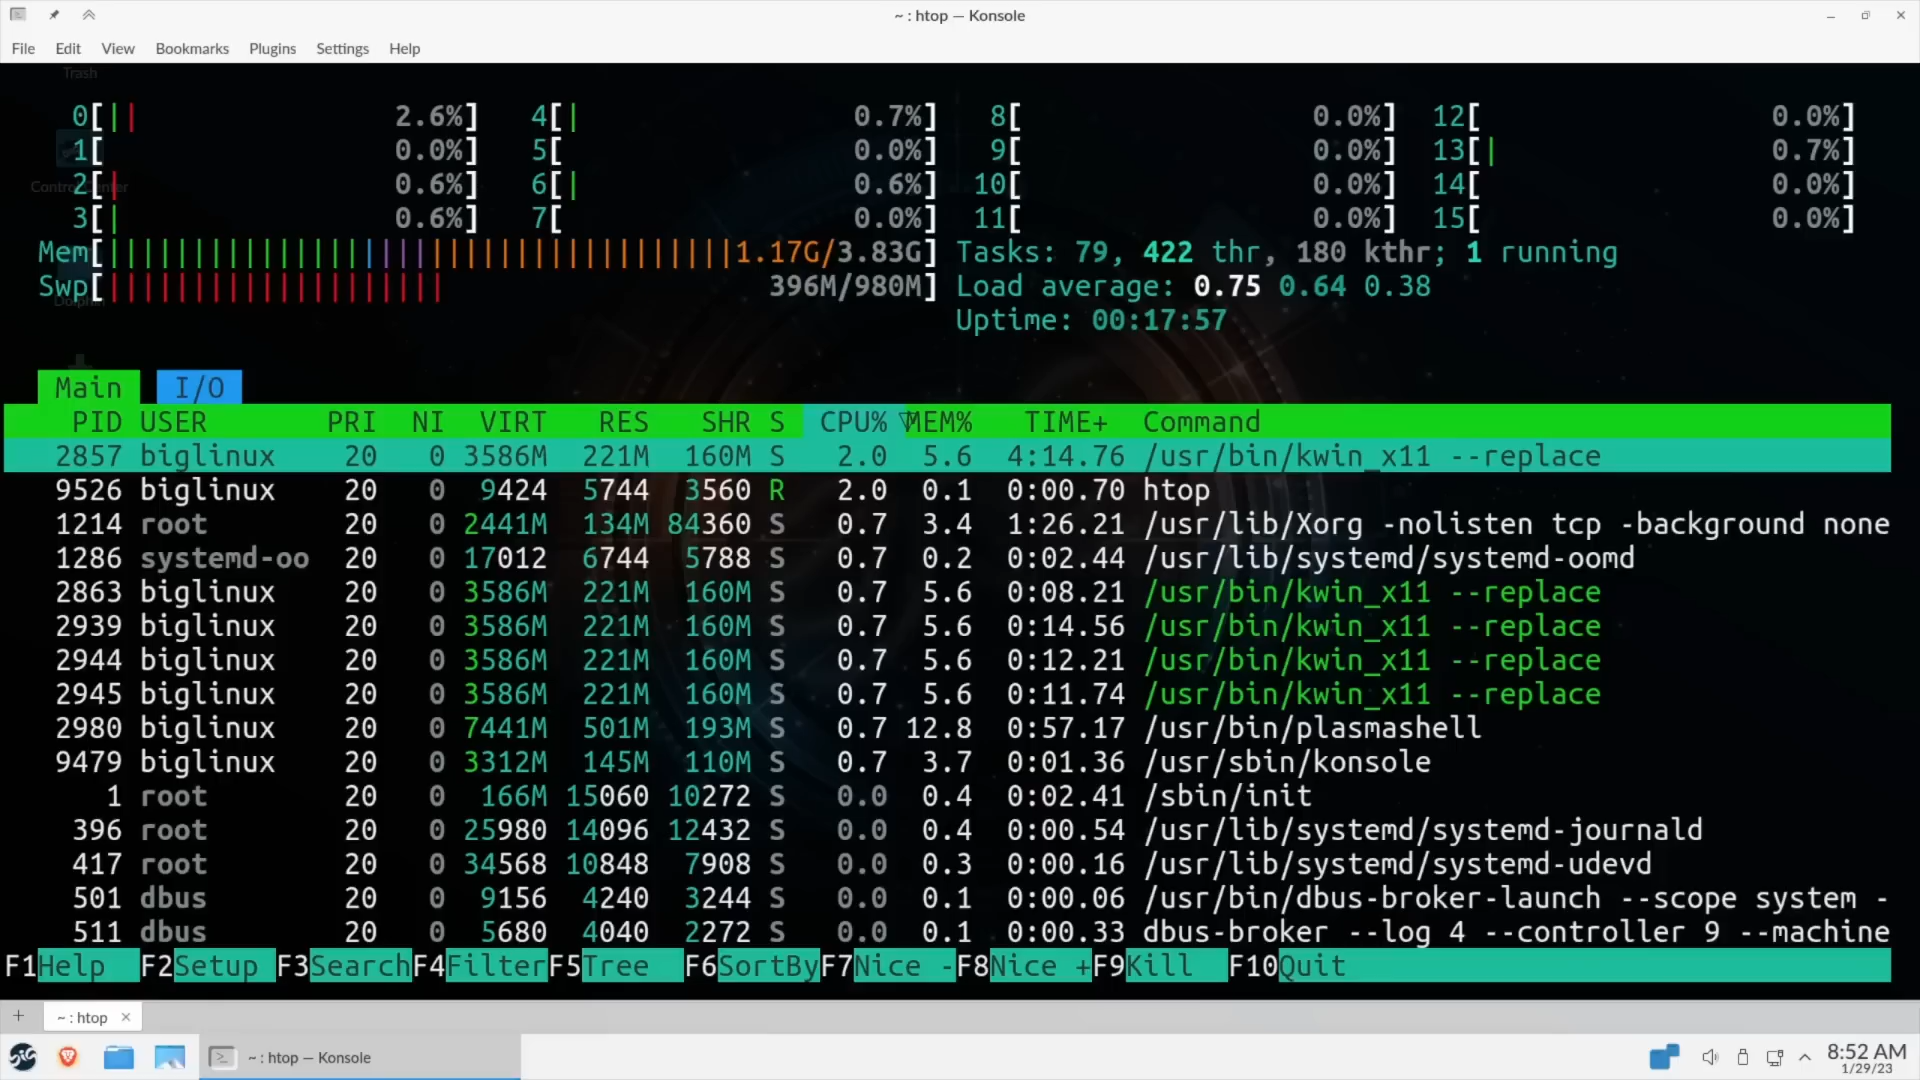 ~ : htop — Konsole
File Edit View Bookmarks Plugins Settings Help
Trash
0[|| 2.6%] 4[| 0.7%] 8[ 0.0%] 12[ 0.0%]
1[ 0.0%] 5[ 0.0%] 9[ 0.0%] 13[| 0.7%]
Control Center
2[| 0.6%] 6[| 0.6%] 10[ 0.0%] 14[ 0.0%]
3[| 0.6%] 7[ 0.0%] 11[ 0.0%] 15[ 0.0%]
Mem[|||||||||||||||||||||||||||||||||||||1.17G/3.83G] Tasks: 79, 422 thr, 180 kthr; 1 running
Swp[|||||||||||||||||||| 396M/980M] Load average: 0.75 0.64 0.38
Dolphin
Uptime: 00:17:57
Main I/O
PID USER PRI NI VIRT RES SHR S CPU%▽MEM% TIME+ Command
2857 biglinux 20 0 3586M 221M 160M S 2.0 5.6 4:14.76 /usr/bin/kwin_x11 --replace
9526 biglinux 20 0 9424 5744 3560 R 2.0 0.1 0:00.70 htop
1214 root 20 0 2441M 134M 84360 S 0.7 3.4 1:26.21 /usr/lib/Xorg -nolisten tcp -background none
1286 systemd-oo 20 0 17012 6744 5788 S 0.7 0.2 0:02.44 /usr/lib/systemd/systemd-oomd
2863 biglinux 20 0 3586M 221M 160M S 0.7 5.6 0:08.21 /usr/bin/kwin_x11 --replace
2939 biglinux 20 0 3586M 221M 160M S 0.7 5.6 0:14.56 /usr/bin/kwin_x11 --replace
2944 biglinux 20 0 3586M 221M 160M S 0.7 5.6 0:12.21 /usr/bin/kwin_x11 --replace
2945 biglinux 20 0 3586M 221M 160M S 0.7 5.6 0:11.74 /usr/bin/kwin_x11 --replace
2980 biglinux 20 0 7441M 501M 193M S 0.7 12.8 0:57.17 /usr/bin/plasmashell
9479 biglinux 20 0 3312M 145M 110M S 0.7 3.7 0:01.36 /usr/sbin/konsole
1 root 20 0 166M 15060 10272 S 0.0 0.4 0:02.41 /sbin/init
396 root 20 0 25980 14096 12432 S 0.0 0.4 0:00.54 /usr/lib/systemd/systemd-journald
417 root 20 0 34568 10848 7908 S 0.0 0.3 0:00.16 /usr/lib/systemd/systemd-udevd
501 dbus 20 0 9156 4240 3244 S 0.0 0.1 0:00.06 /usr/bin/dbus-broker-launch --scope system -
511 dbus 20 0 5680 4040 2272 S 0.0 0.1 0:00.33 dbus-broker --log 4 --controller 9 --machine
F1Help F2Setup F3SearchF4FilterF5Tree F6SortByF7Nice -F8Nice +F9Kill F10Quit
~ : htop
~ : htop — Konsole
8:52 AM
1/29/23